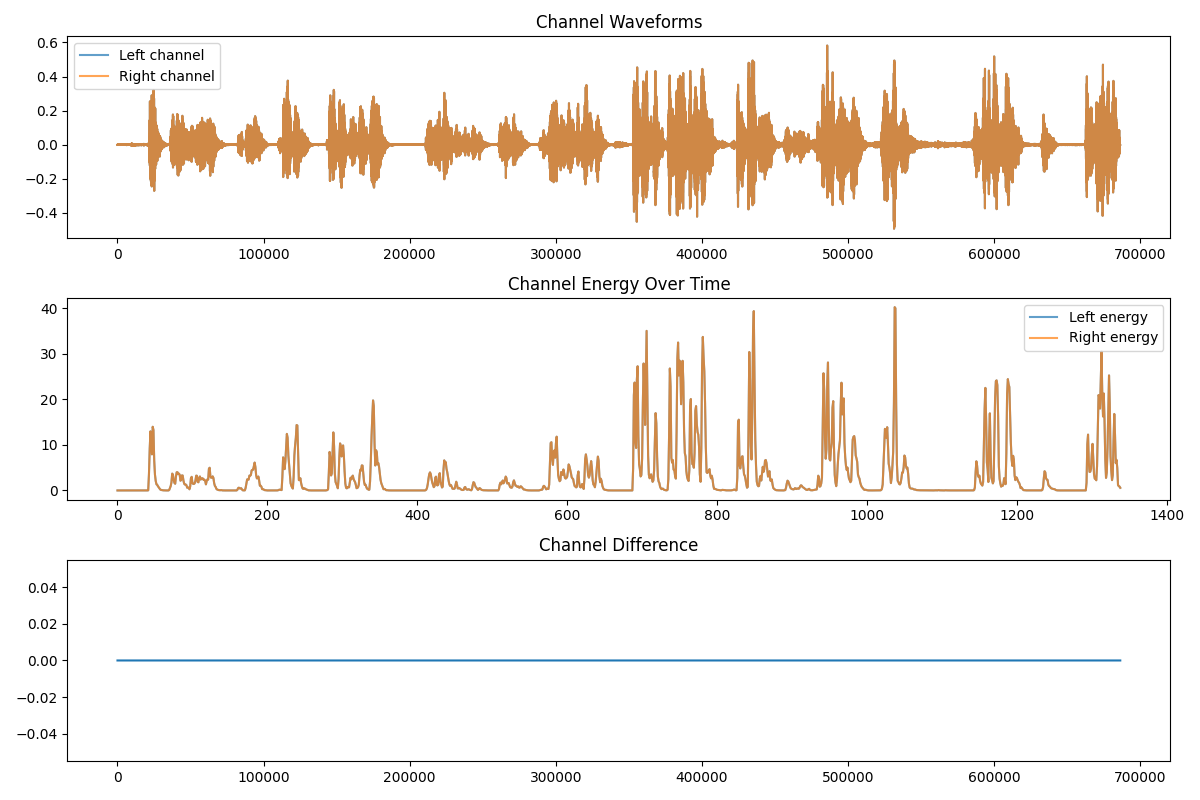 Channel Waveforms
0.6
0.4
0.2
0.0
−0.2
−0.4
Left channel
Right channel
0 100000 200000 300000 400000 500000 600000 700000
Channel Energy Over Time
40
30
20
10
0
Left energy
Right energy
0 200 400 600 800 1000 1200 1400
Channel Difference
0.04
0.02
0.00
−0.02
−0.04
0 100000 200000 300000 400000 500000 600000 700000